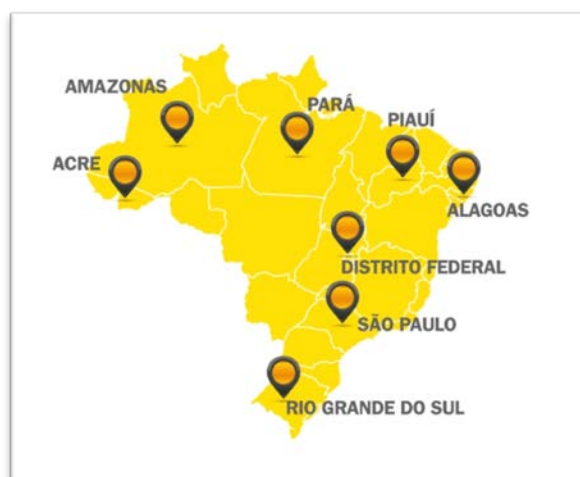 AMAZONAS
PARÁ
PIAUÍ
ACRE
ALAGOAS
DISTRITO FEDERAL
SÃO PAULO
RIO GRANDE DO SUL